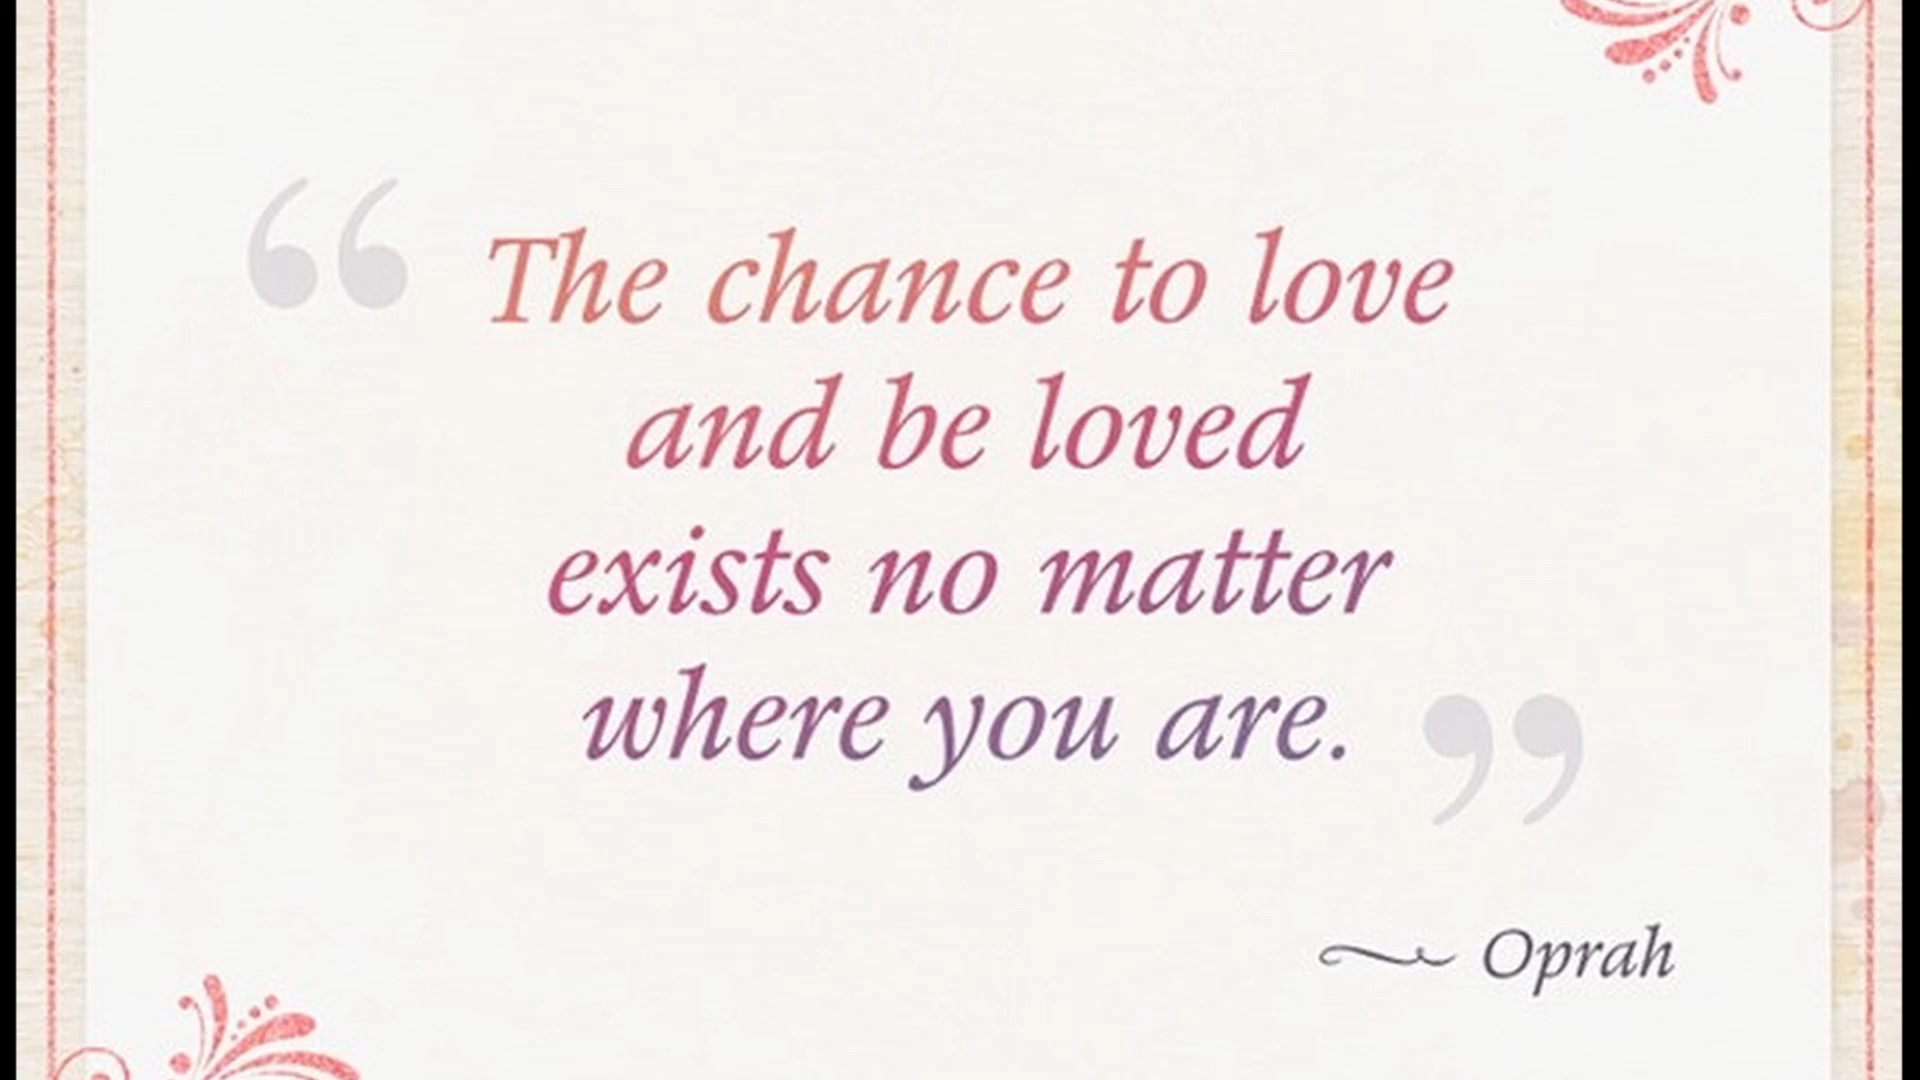 “ The chance to love
and be loved
exists no matter
where you are. ”
~ Oprah